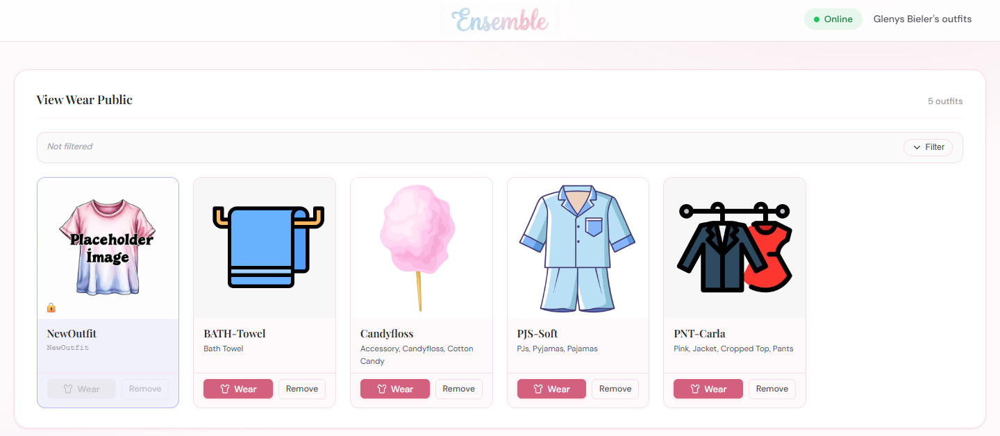 Ensemble
Online
Glenys Bieler's outfits
View Wear Public
5 outfits
Not filtered
Filter
Placeholder
image
NewOutfit
NewOutfit
Wear
Remove
BATH-Towel
Bath Towel
Wear
Remove
Candyfloss
Accessory, Candyfloss, Cotton
Candy
Wear
Remove
PJS-Soft
PJs, Pyjamas, Pajamas
Wear
Remove
PNT-Carla
Pink, Jacket, Cropped Top, Pants
Wear
Remove